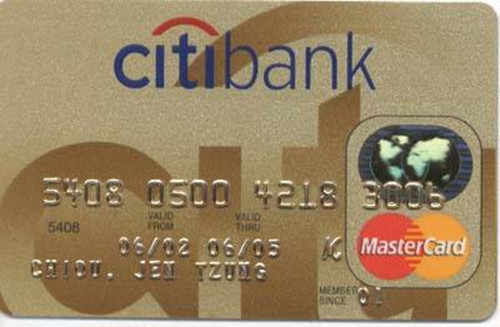 citibank
5408 0500 4218 3006
5408
VALID FROM
VALID THRU
06/02 06/05
MasterCard
CHIOU, JEN TZUNG
MEMBER SINCE 01